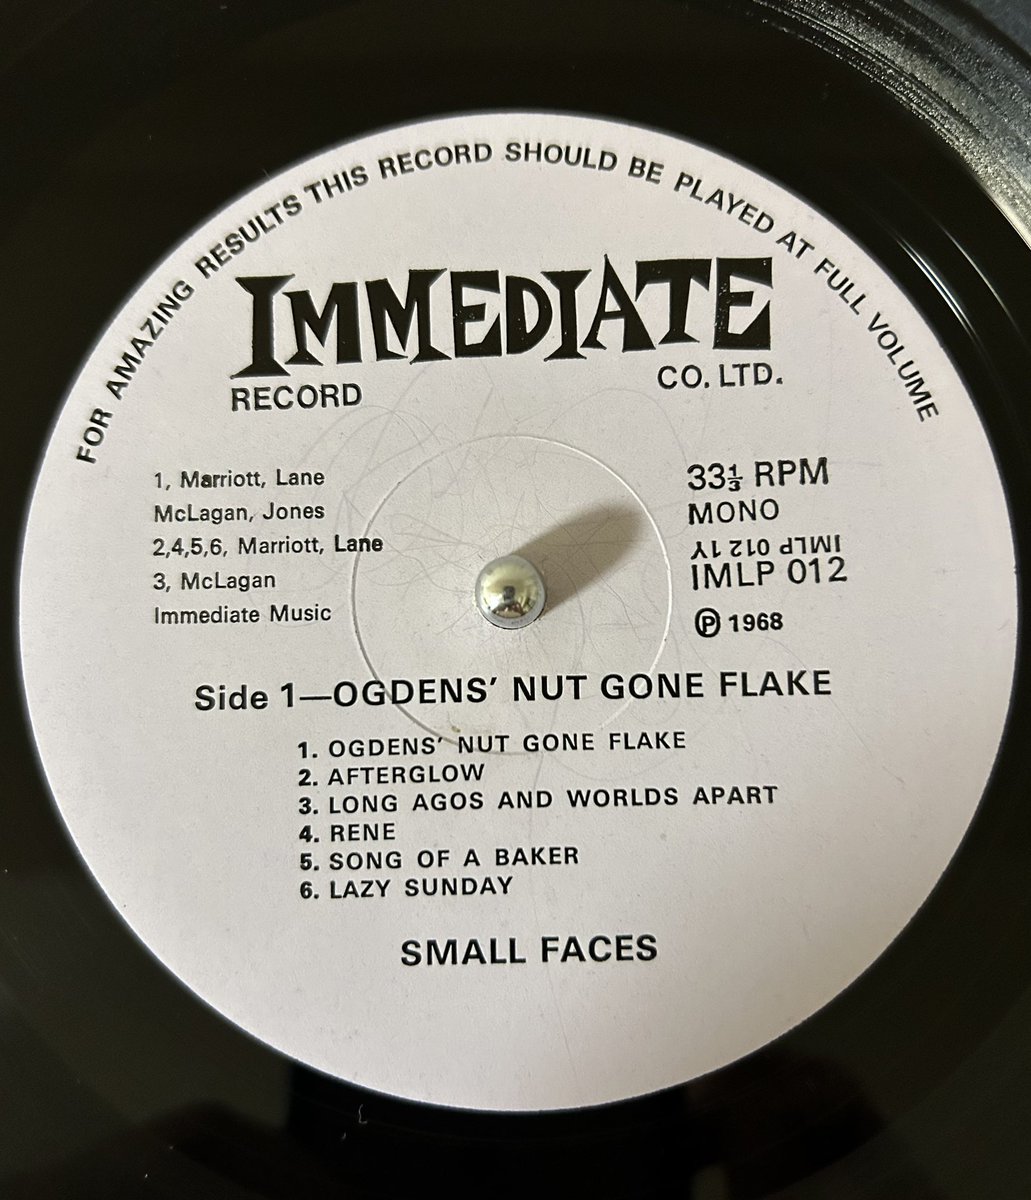 FOR AMAZING RESULTS THIS RECORD SHOULD BE PLAYED AT FULL VOLUME
IMMEDIATE
RECORD CO. LTD.
1, Marriott, Lane
McLagan, Jones
2,4,5,6, Marriott, Lane
3, McLagan
Immediate Music
33⅓ RPM
MONO
IMLP 012 1Y
IMLP 012
Ⓟ 1968
Side 1—OGDENS’ NUT GONE FLAKE
1. OGDENS’ NUT GONE FLAKE
2. AFTERGLOW
3. LONG AGOS AND WORLDS APART
4. RENE
5. SONG OF A BAKER
6. LAZY SUNDAY
SMALL FACES